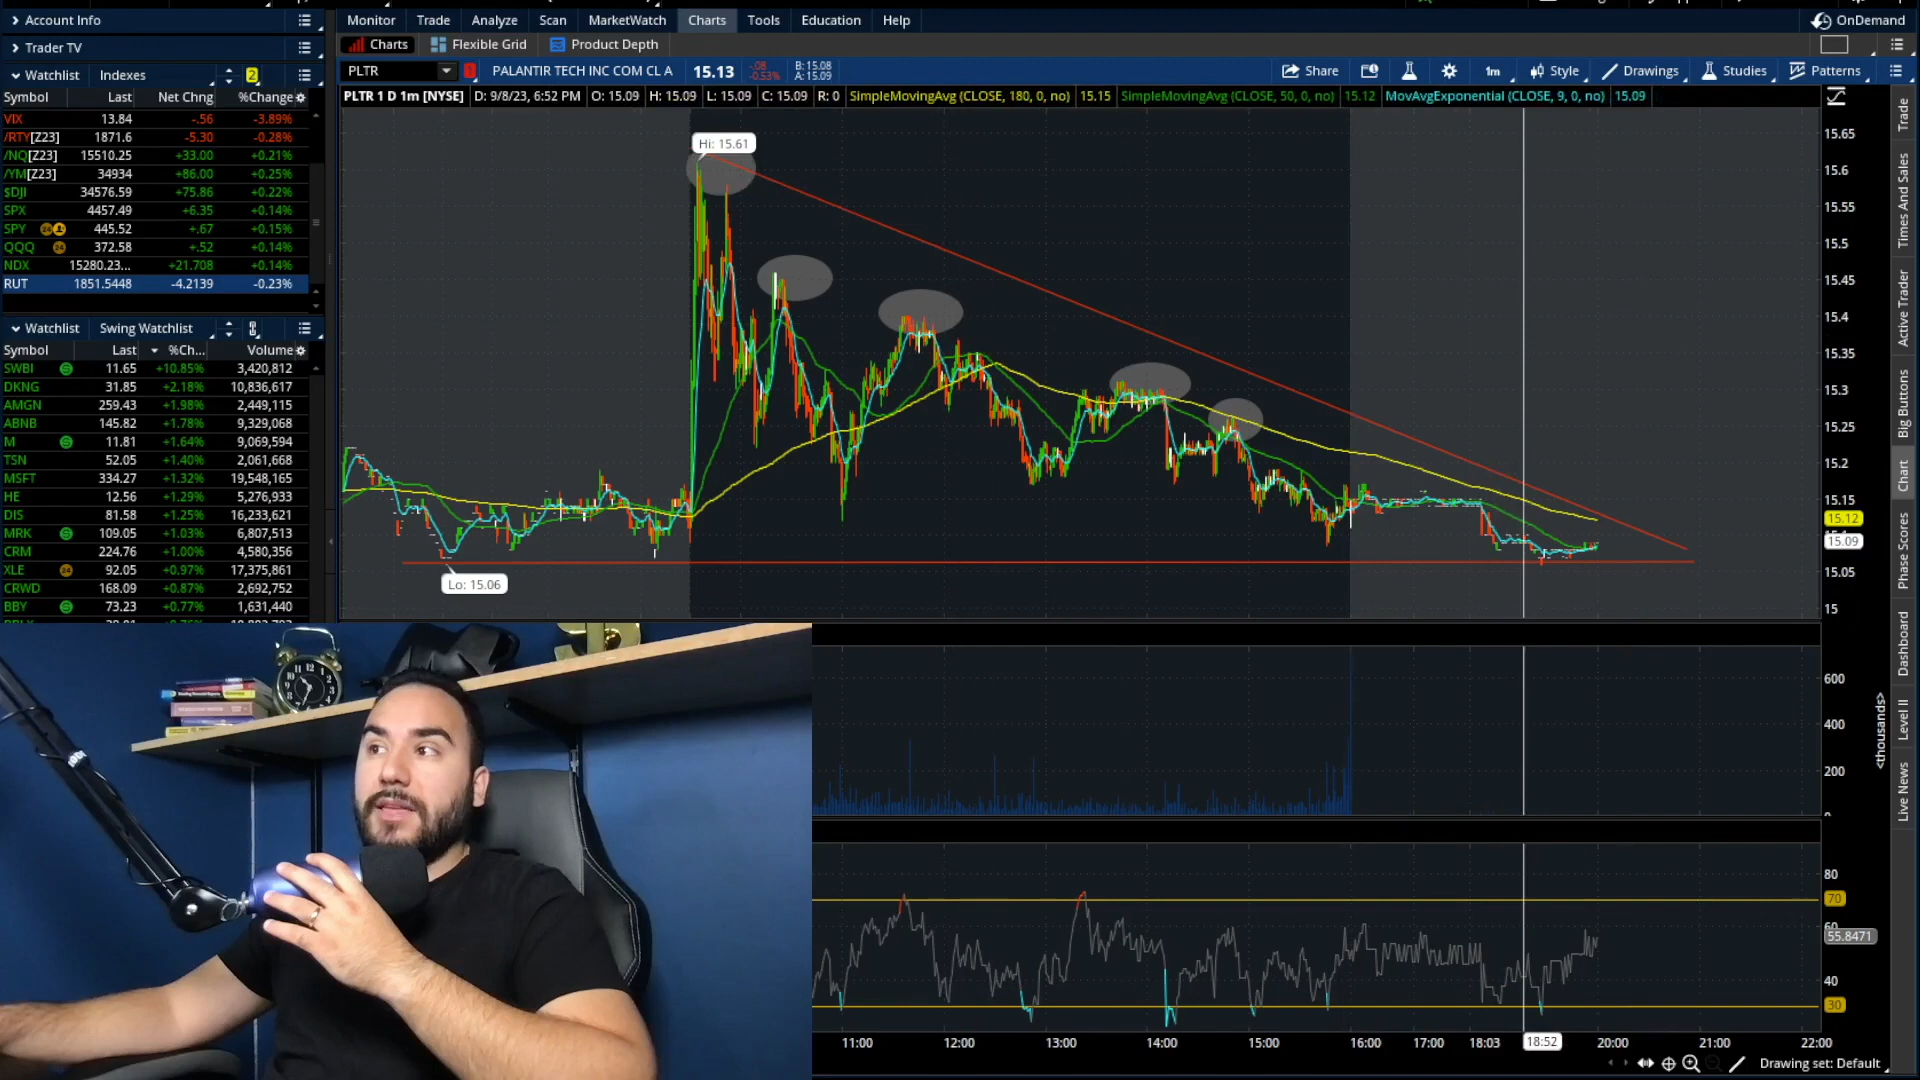 Account Info
OnDemand
Monitor Trade Analyze Scan MarketWatch Charts Tools Education Help
Trader TV
Charts Flexible Grid Product Depth
Watchlist Indexes 2
PLTR PALANTIR TECH INC COM CL A 15.13 -.08 -0.53% B: 15.08 A: 15.09 Share 1m Style Drawings Studies Patterns
Symbol Last Net Chng %Change
PLTR 1 D 1m [NYSE] D: 9/8/23, 6:52 PM O: 15.09 H: 15.09 L: 15.09 C: 15.09 R: 0 SimpleMovingAvg (CLOSE, 180, 0, no) 15.15 SimpleMovingAvg (CLOSE, 50, 0, no) 15.12 MovAvgExponential (CLOSE, 9, 0, no) 15.09
VIX 13.84 -.56 -3.89%
/RTY[Z23] 1871.6 -5.30 -0.28%
/NQ[Z23] 15510.25 +33.00 +0.21%
/YM[Z23] 34934 +86.00 +0.25%
$DJI 34576.59 +75.86 +0.22%
SPX 4457.49 +6.35 +0.14%
SPY 445.52 +.67 +0.15%
QQQ 372.58 +.52 +0.14%
NDX 15280.23... +21.708 +0.14%
RUT 1851.5448 -4.2139 -0.23%
Watchlist Swing Watchlist
Symbol Last %Ch... Volume
SWBI 11.65 +10.85% 3,420,812
DKNG 31.85 +2.18% 10,836,617
AMGN 259.43 +1.98% 2,449,115
ABNB 145.82 +1.78% 9,329,068
M 11.81 +1.64% 9,069,594
TSN 52.05 +1.40% 2,061,668
MSFT 334.27 +1.32% 19,548,165
HE 12.56 +1.29% 5,276,933
DIS 81.58 +1.25% 16,233,621
MRK 109.05 +1.03% 6,807,513
CRM 224.76 +1.00% 4,580,356
XLE 92.05 +0.97% 17,375,861
CRWD 168.09 +0.87% 2,692,752
BBY 73.23 +0.77% 1,631,440
Hi: 15.61
Lo: 15.06
15.65
15.6
15.55
15.5
15.45
15.4
15.35
15.3
15.25
15.2
15.15
15.12
15.09
15.05
15
Trade
Times And Sales
Active Trader
Big Buttons
Chart
Phase Scores
Dashboard
Level II
Live News
600
400
200
<thousands>
80
70
55.8471
40
30
11:00 12:00 13:00 14:00 15:00 16:00 17:00 18:03 18:52 20:00 21:00 22:00
Drawing set: Default